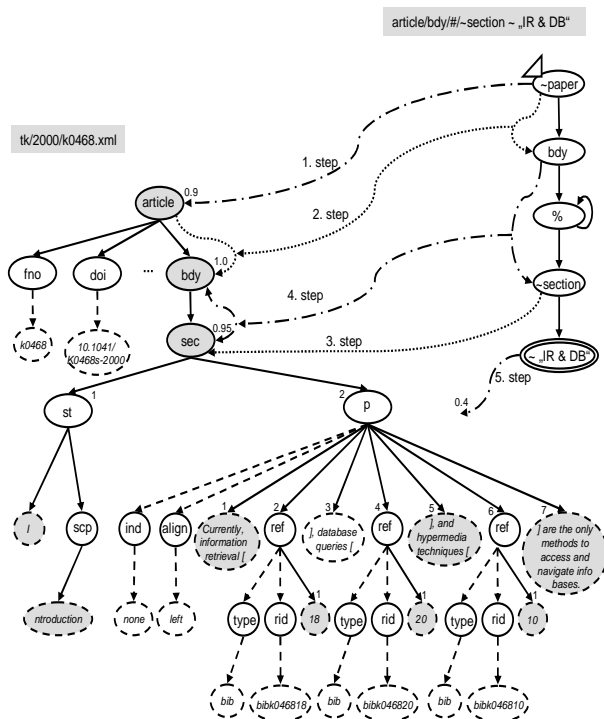 article/bdy/#/~section ~ „IR & DB“
~paper
tk/2000/k0468.xml
1. step
bdy
0.9
article
2. step
%
fno
doi
...
1.0
bdy
4. step
~section
k0468
10.1041/
K0468s-2000
0.95
sec
3. step
~ „IR & DB“
5. step
0.4
1
st
2
p
I
scp
ind
align
1
Currently,
information
retrieval [
2
ref
3
], database
queries [
4
ref
5
], and
hypermedia
techniques [
6
ref
7
] are the only
methods to
access and
navigate info
bases.
ntroduction
none
left
type
rid
1
18
type
rid
1
20
type
rid
1
10
bib
bibk046818
bib
bibk046820
bib
bibk046810